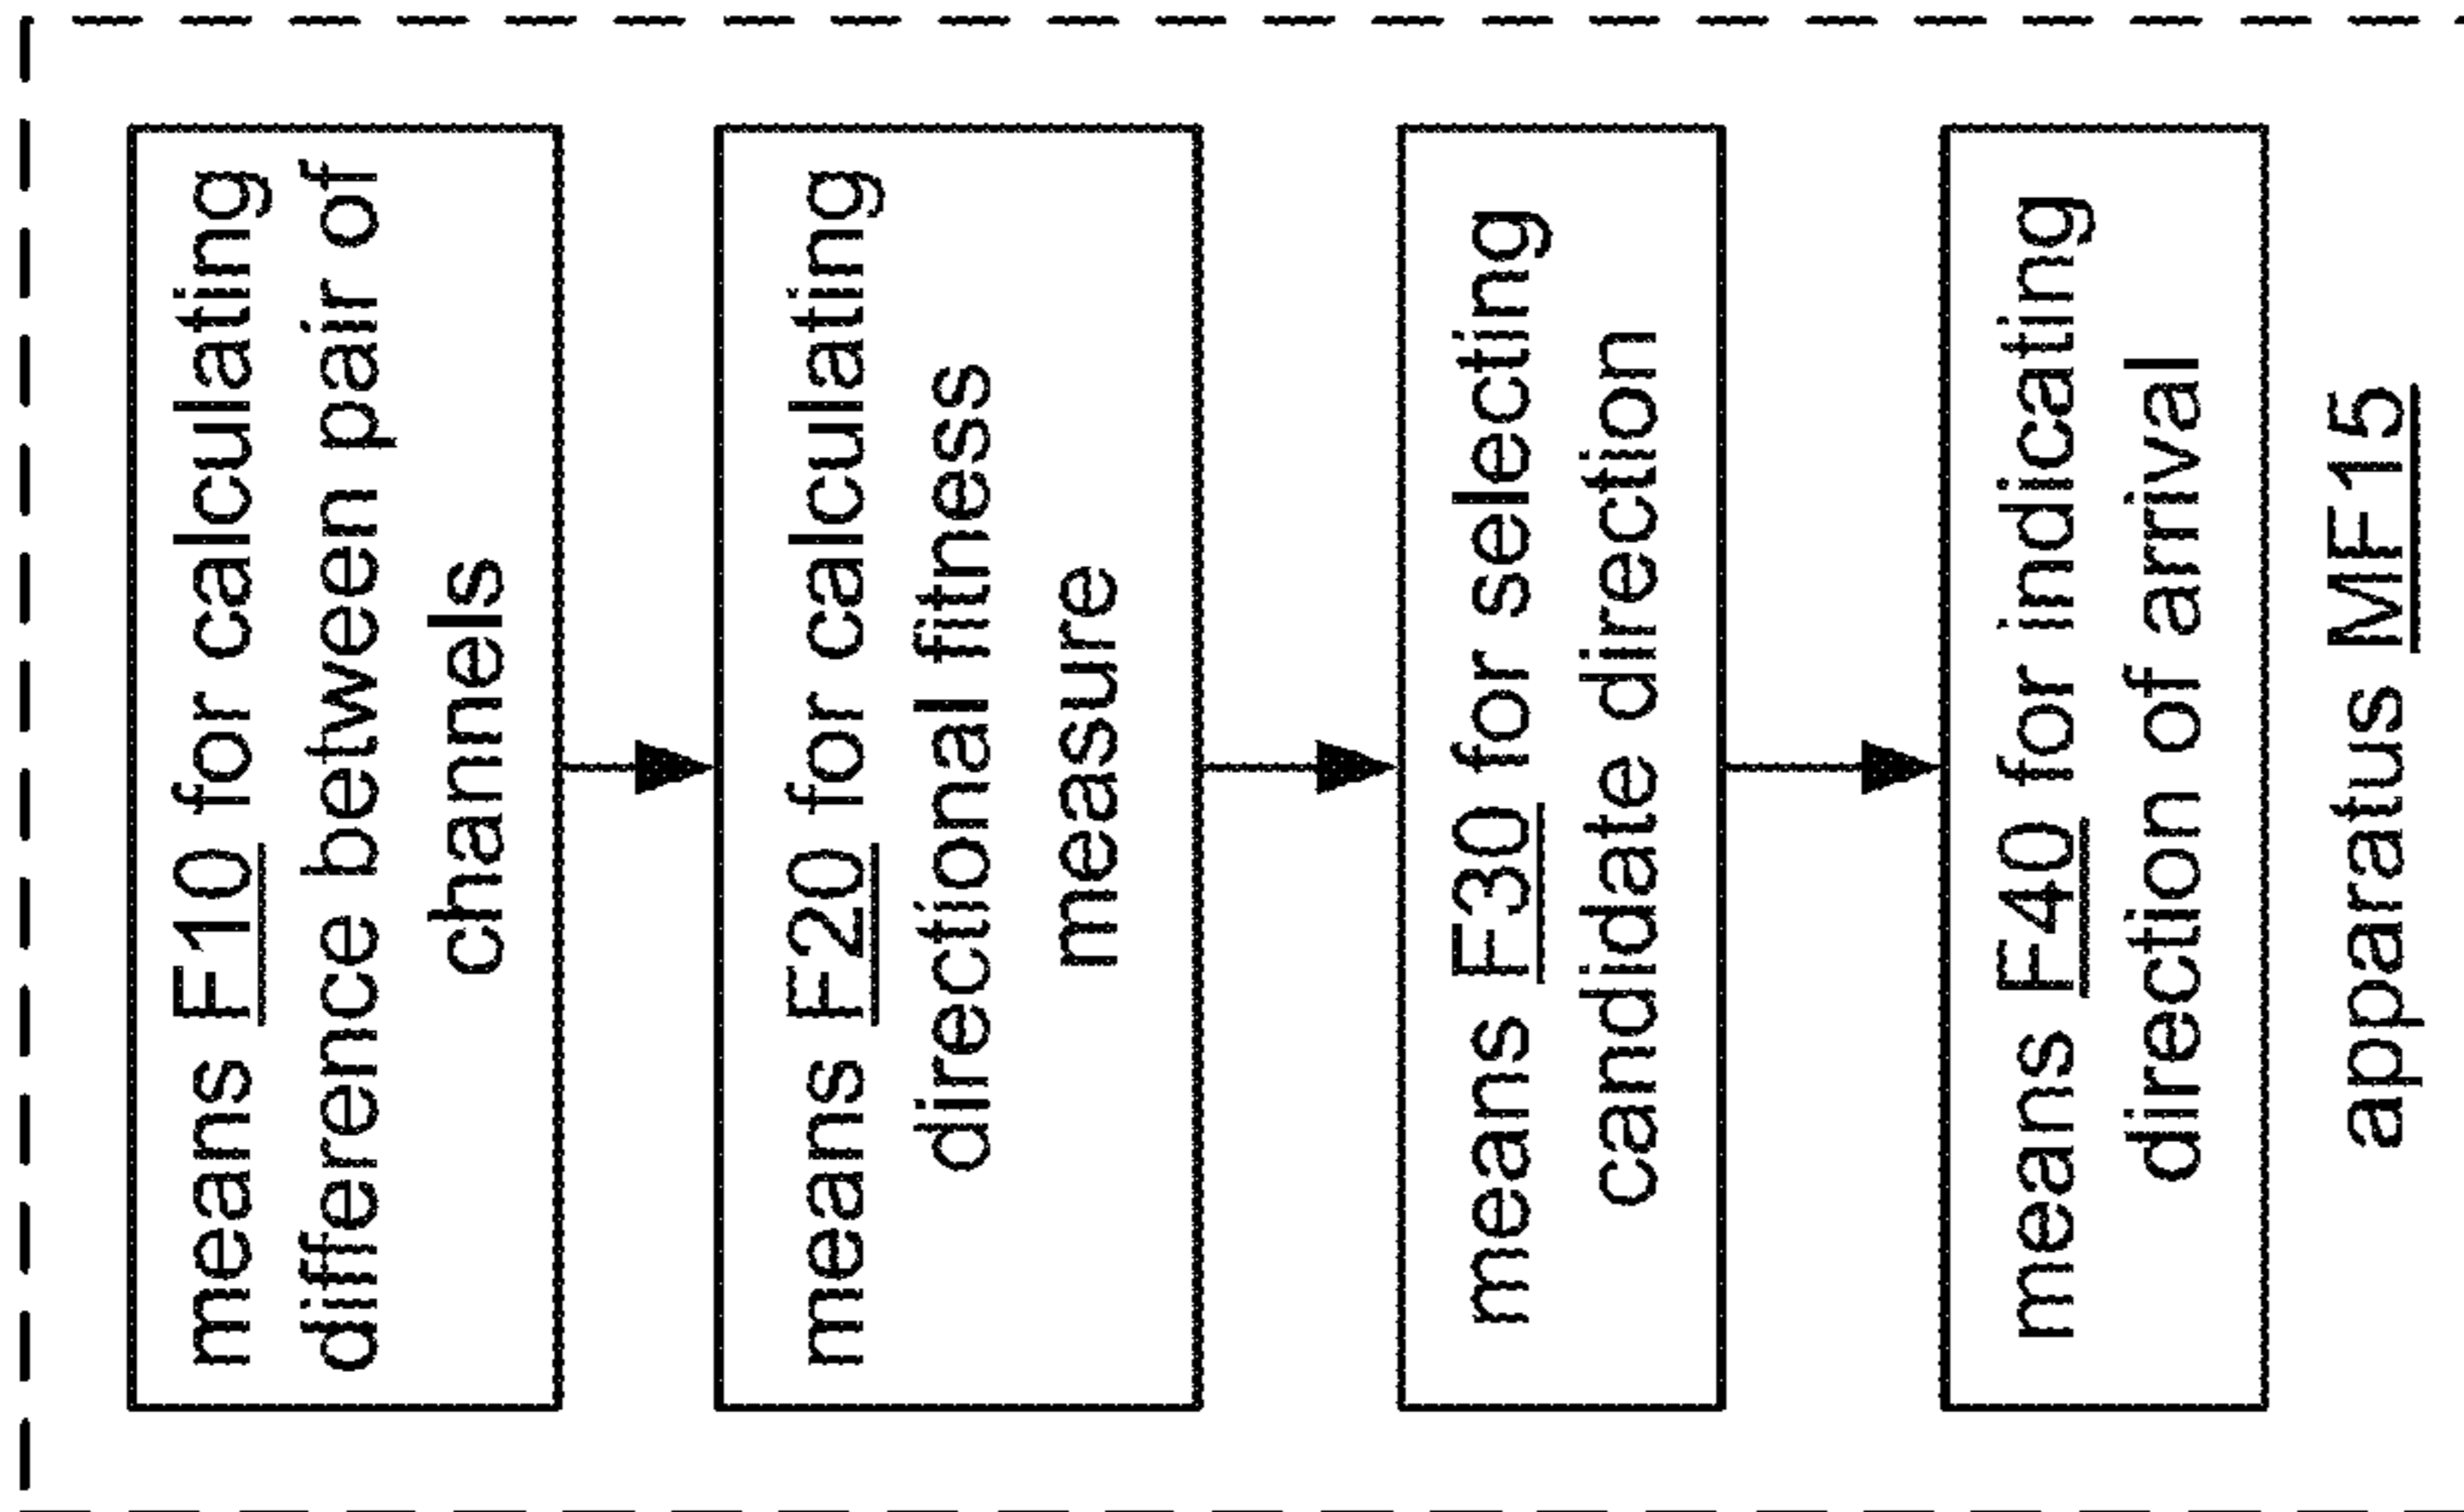 means F10 for calculating
difference between pair of
channels
means F20 for calculating
directional fitness
measure
means F30 for selecting
candidate direction
means F40 for indicating
direction of arrival
apparatus MF15